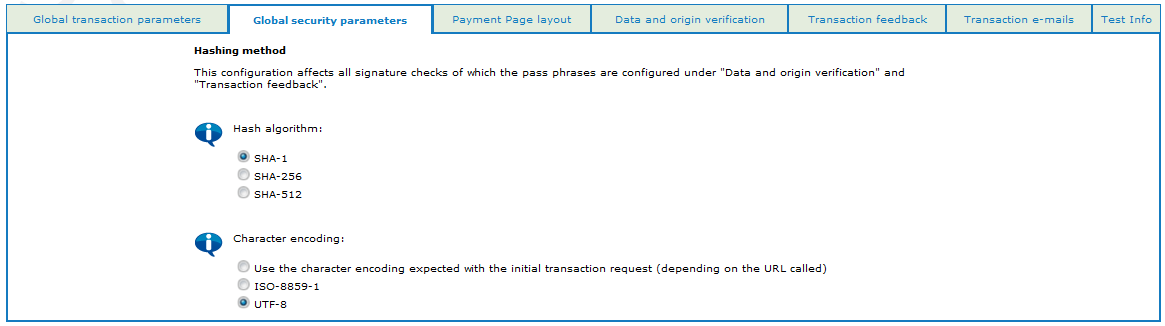 Global transaction parameters
Global security parameters
Payment Page layout
Data and origin verification
Transaction feedback
Transaction e-mails
Test Info
Hashing method
This configuration affects all signature checks of which the pass phrases are configured under "Data and origin verification" and
"Transaction feedback".
Hash algorithm:
SHA-1
SHA-256
SHA-512
Character encoding:
Use the character encoding expected with the initial transaction request (depending on the URL called)
ISO-8859-1
UTF-8